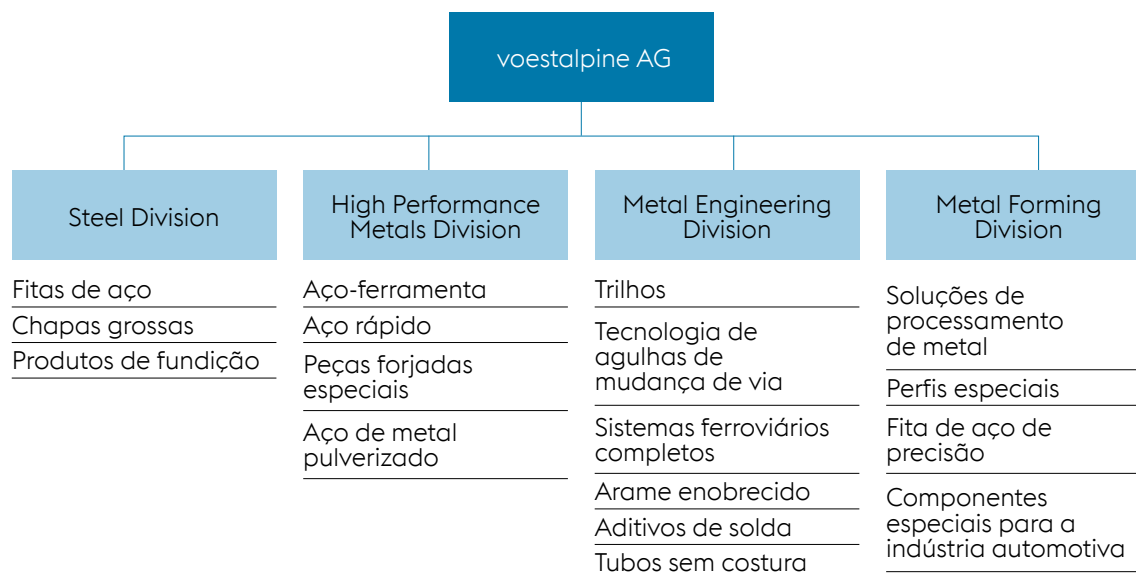 voestalpine AG
Steel Division
Fitas de aço
Chapas grossas
Produtos de fundição
High Performance
Metals Division
Aço-ferramenta
Aço rápido
Peças forjadas
especiais
Aço de metal
pulverizado
Metal Engineering
Division
Trilhos
Tecnologia de
agulhas de
mudança de via
Sistemas ferroviários
completos
Arame enobrecido
Aditivos de solda
Tubos sem costura
Metal Forming
Division
Soluções de
processamento
de metal
Perfis especiais
Fita de aço de
precisão
Componentes
especiais para a
indústria automotiva